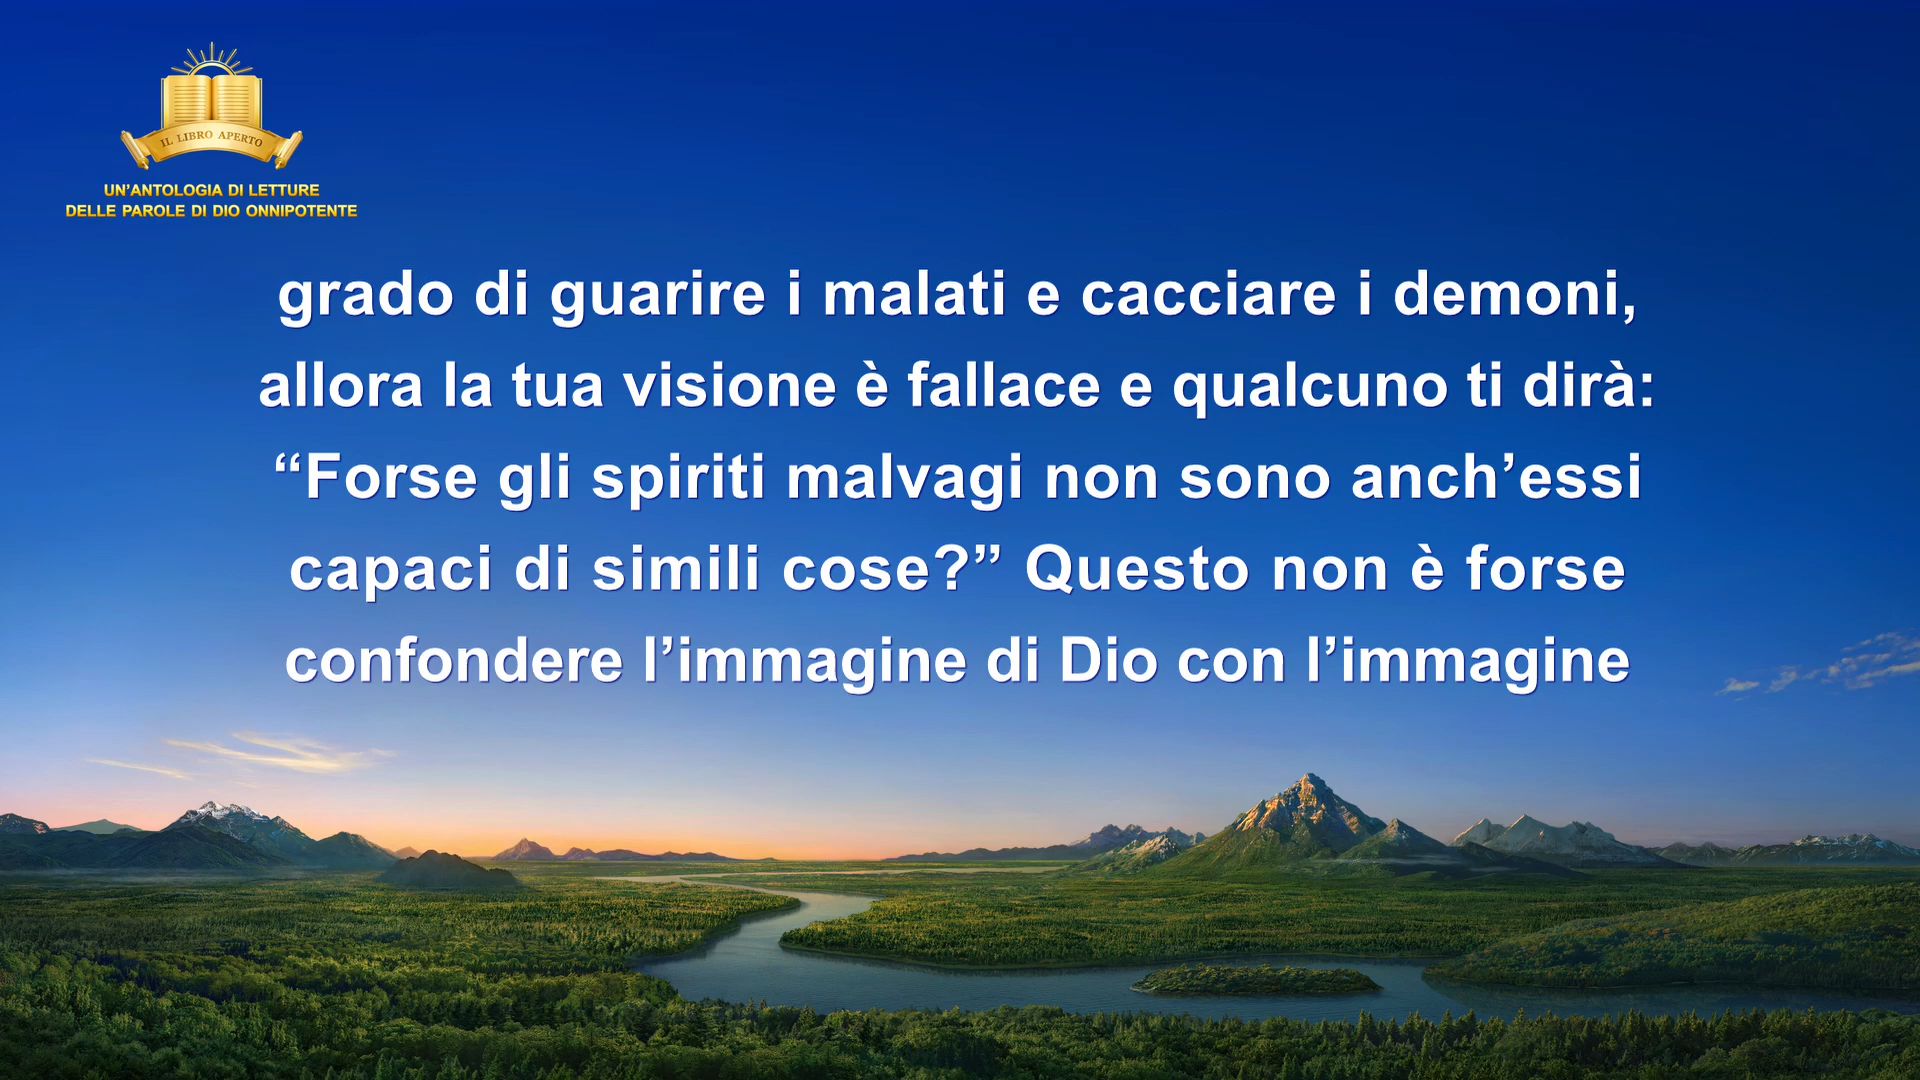 IL LIBRO APERTO
UN’ANTOLOGIA DI LETTURE
DELLE PAROLE DI DIO ONNIPOTENTE
grado di guarire i malati e cacciare i demoni,
allora la tua visione è fallace e qualcuno ti dirà:
“Forse gli spiriti malvagi non sono anch’essi
capaci di simili cose?” Questo non è forse
confondere l’immagine di Dio con l’immagine